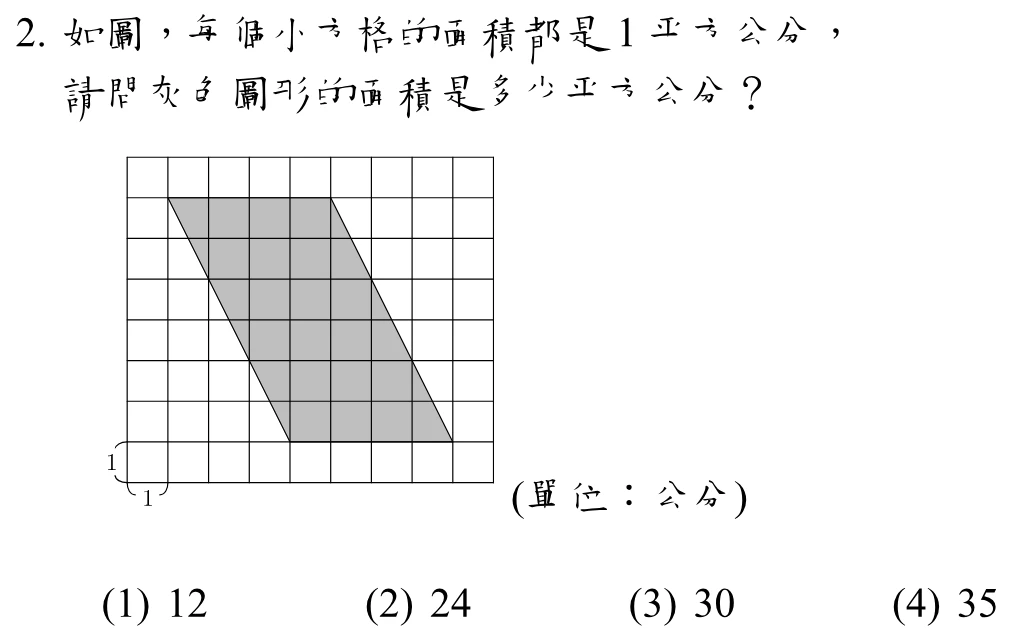 2. 如圖，每個小方格的面積都是1平方公分，
請問灰色圖形的面積是多少平方公分？
1
1
(單位：公分)
(1) 12 (2) 24 (3) 30 (4) 35